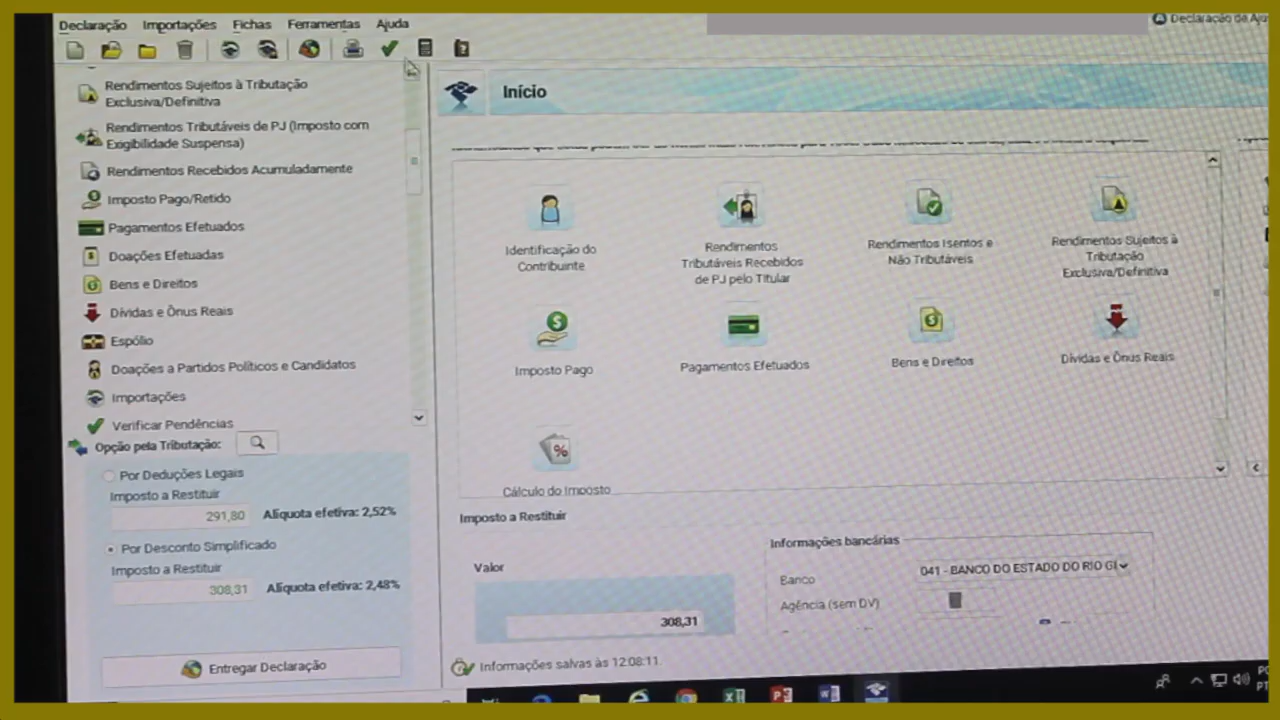 Declaração Importações Fichas Ferramentas Ajuda
Declaração de Aju
Rendimentos Sujeitos à Tributação
Exclusiva/Definitiva
Rendimentos Tributáveis de PJ (Imposto com
Exigibilidade Suspensa)
Rendimentos Recebidos Acumuladamente
Imposto Pago/Retido
Pagamentos Efetuados
Doações Efetuadas
Bens e Direitos
Dívidas e Ônus Reais
Espólio
Doações a Partidos Políticos e Candidatos
Importações
Verificar Pendências
Opção pela Tributação:
Por Deduções Legais
Imposto a Restituir
291,80 Alíquota efetiva: 2,52%
Por Desconto Simplificado
Imposto a Restituir
308,31 Alíquota efetiva: 2,48%
Entregar Declaração
Início
Identificação do
Contribuinte
Rendimentos
Tributáveis Recebidos
de PJ pelo Titular
Rendimentos Isentos e
Não Tributáveis
Rendimentos Sujeitos à
Tributação
Exclusiva/Definitiva
Imposto Pago
Pagamentos Efetuados
Bens e Direitos
Dívidas e Ônus Reais
Cálculo do Imposto
Imposto a Restituir
Valor
308,31
Informações bancárias
Banco 041 - BANCO DO ESTADO DO RIO G
Agência (sem DV)
Informações salvas às 12:08:11.